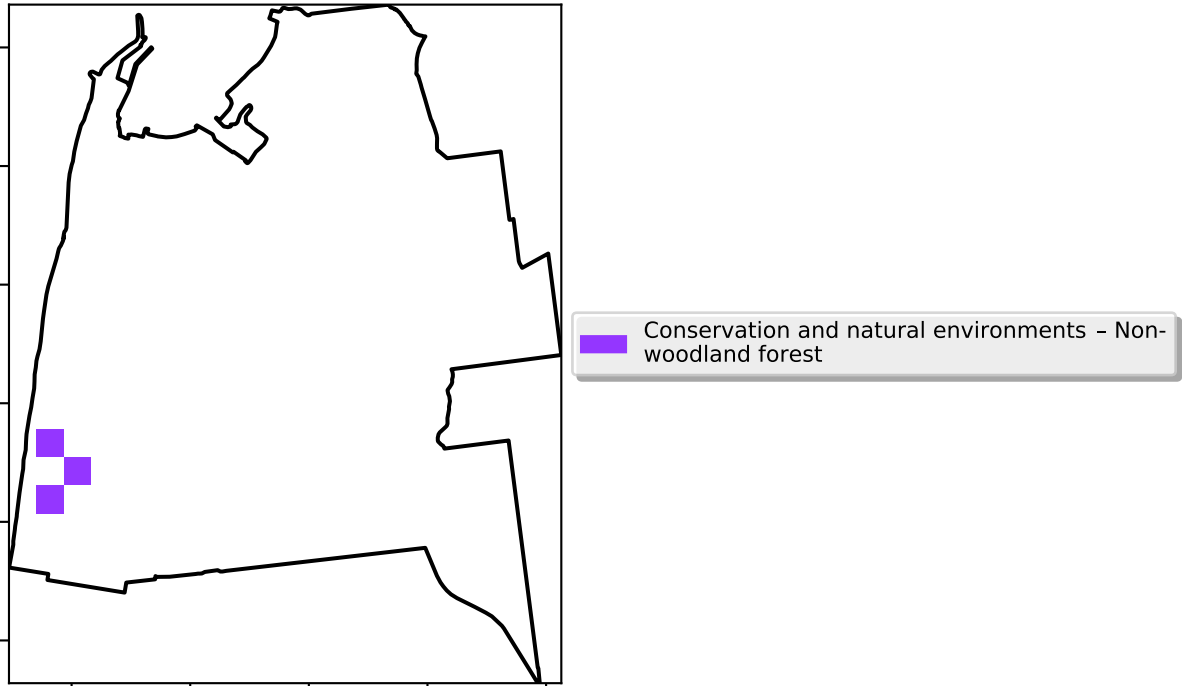 Conservation and natural environments – Non-
woodland forest